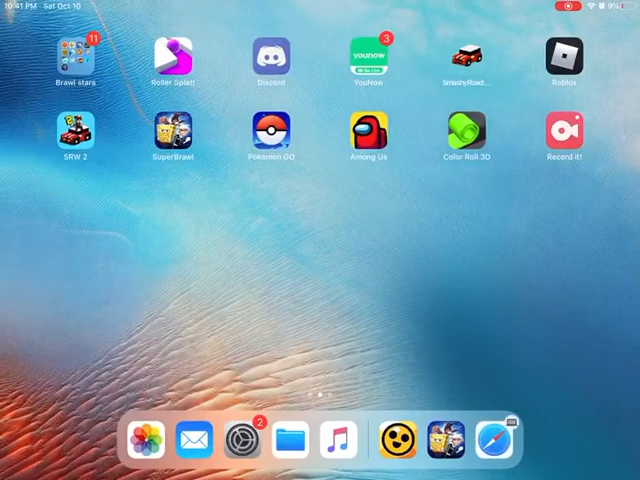 10:41 PM Sat Oct 10
9%
11
3
younow
Brawl stars
Roller Splat!
Discord
YouNow
SmashyRoad:...
Roblox
SRW 2
SuperBrawl
Pokémon GO
Among Us
Color Roll 3D
Record it!
2